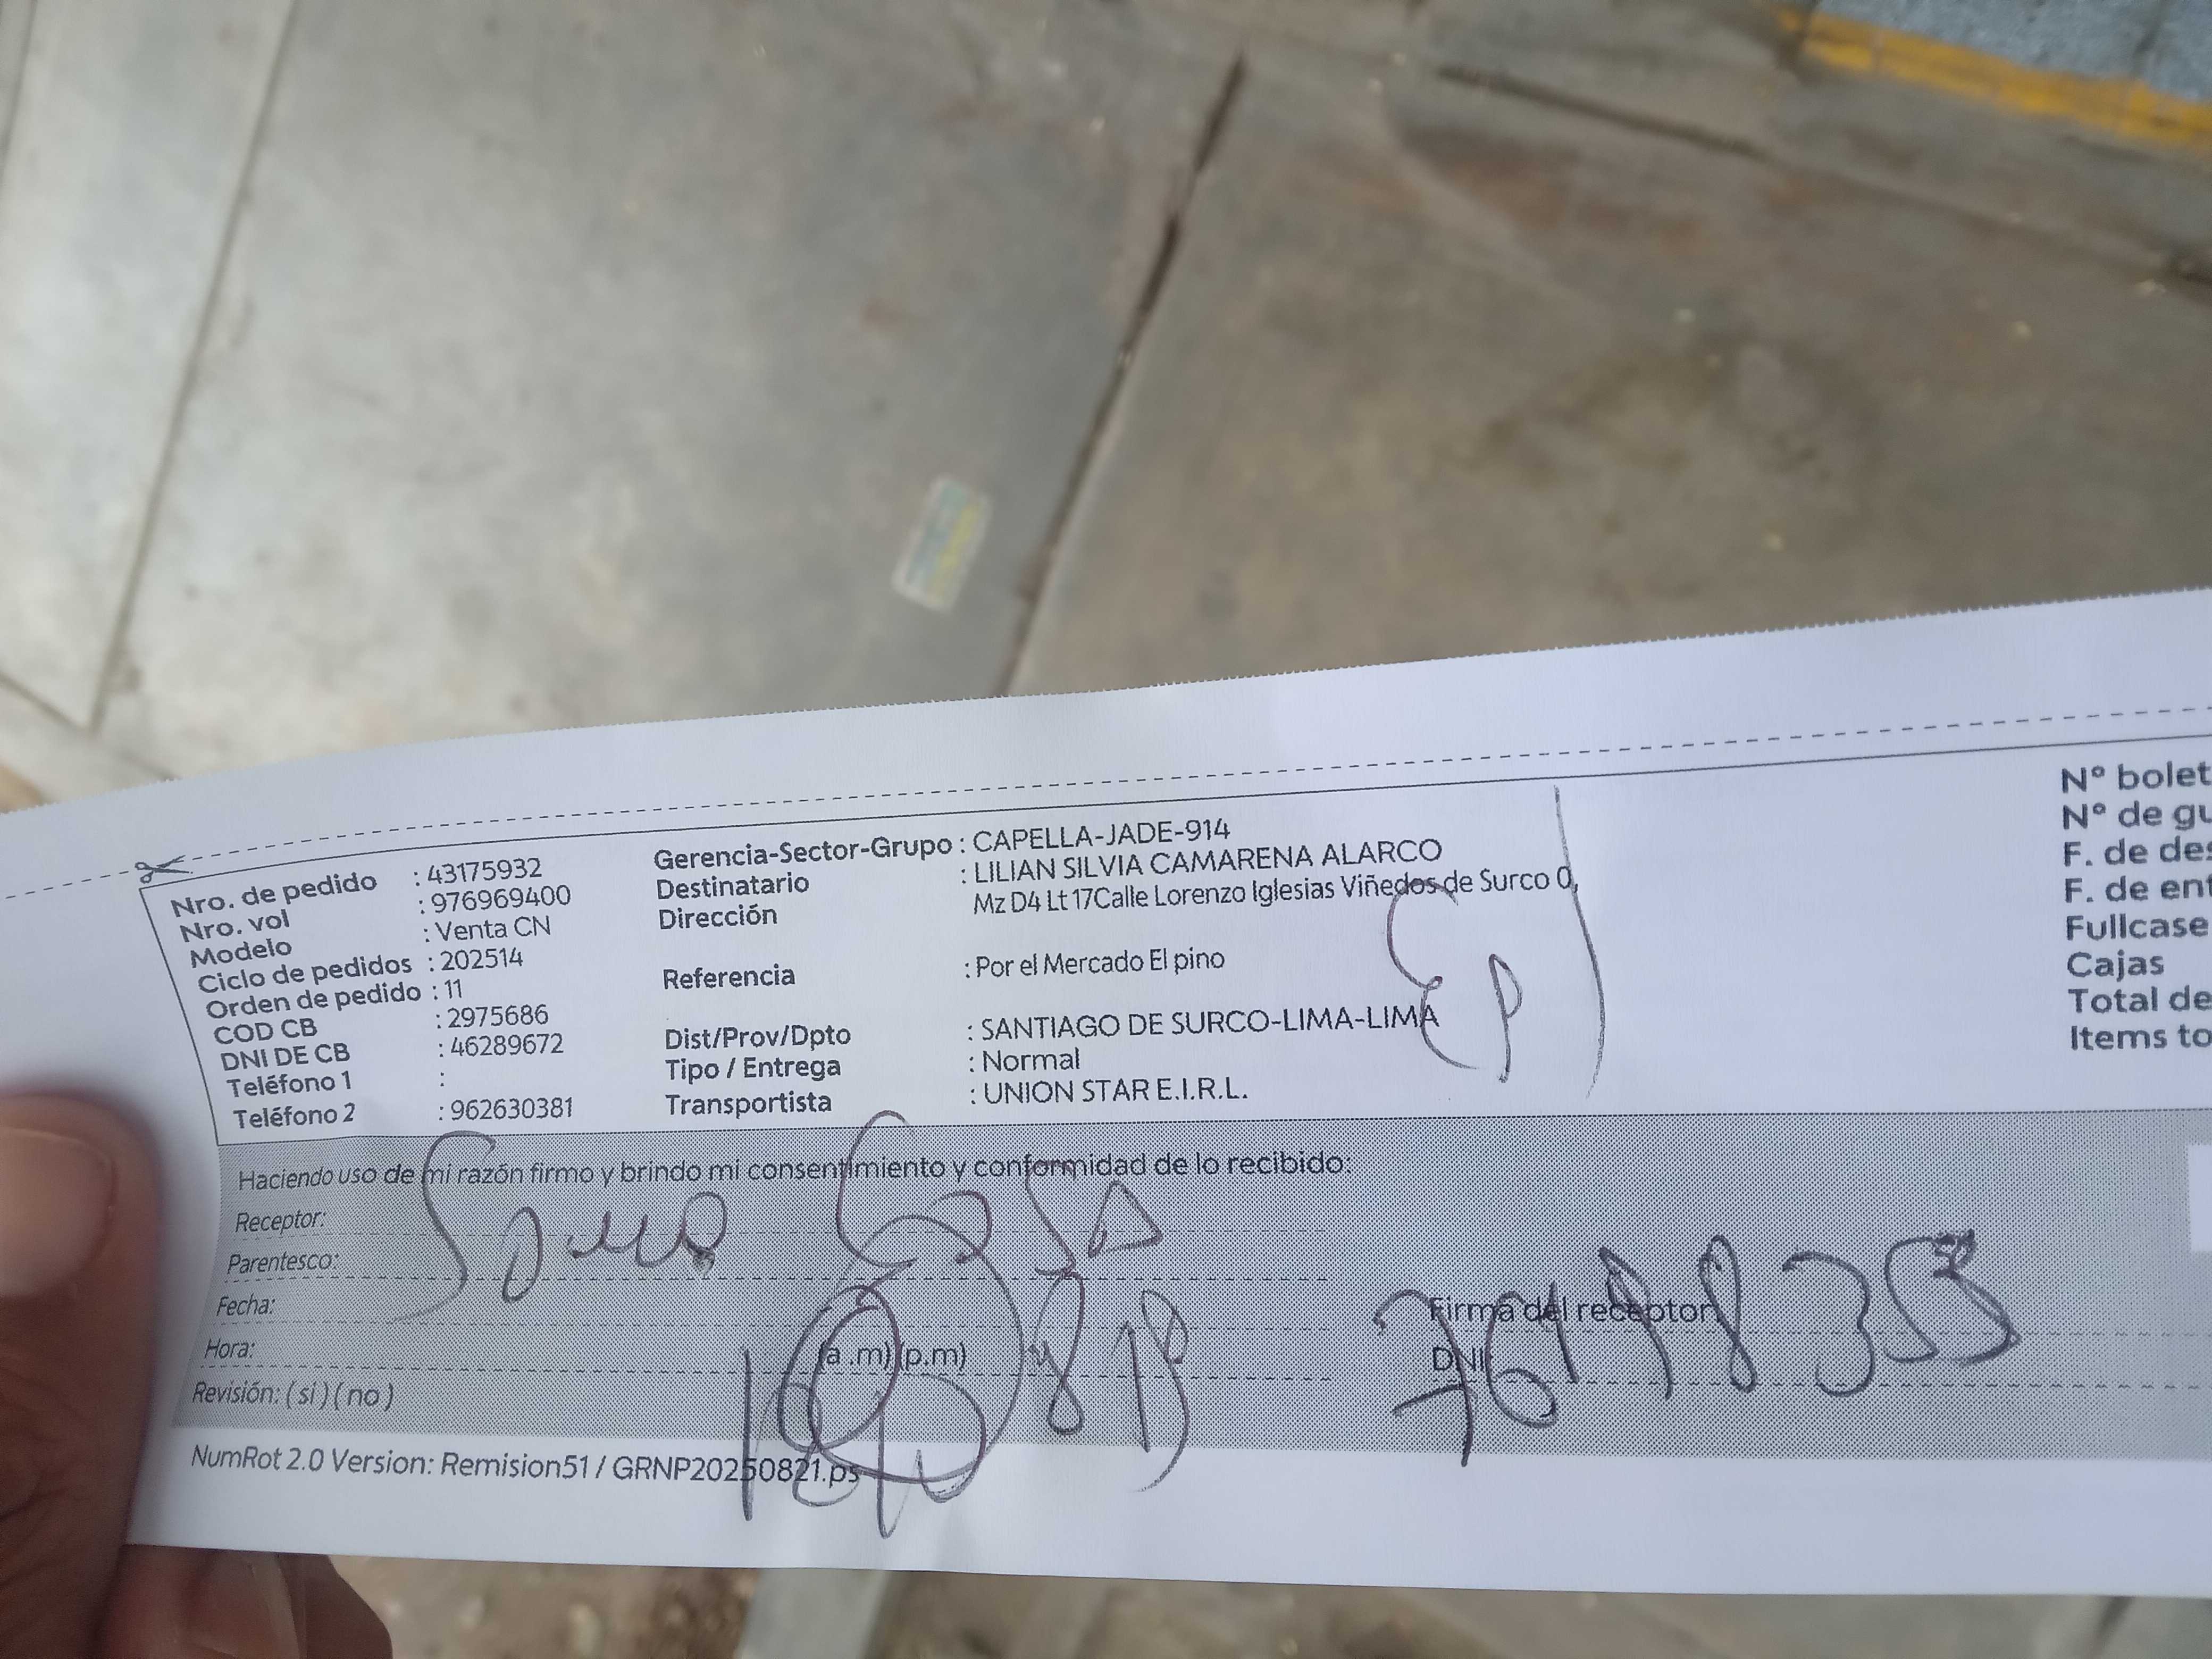 Nro. de pedido : 43175932
Nro. vol : 976969400
Modelo : Venta CN
Ciclo de pedidos : 202514
Orden de pedido : 11
COD CB : 2975686
DNI DE CB : 46289672
Teléfono 1 :
Teléfono 2 : 962630381
Gerencia-Sector-Grupo : CAPELLA-JADE-914
Destinatario : LILIAN SILVIA CAMARENA ALARCO
Dirección Mz D4 Lt 17Calle Lorenzo Iglesias Viñedos de Surco 0,
Referencia : Por el Mercado El pino
Dist/Prov/Dpto : SANTIAGO DE SURCO-LIMA-LIMA
Tipo / Entrega : Normal
Transportista : UNION STAR E.I.R.L.
Nº bolet
Nº de gu
F. de des
F. de ent
Fullcase
Cajas
Total de
Items to
Haciendo uso de mi razón firmo y brindo mi consentimiento y conformidad de lo recibido:
Receptor:
Parentesco:
Fecha:
Hora: (a .m) (p.m)
Revisión: ( si ) ( no )
Firma del receptor
DNI
NumRot 2.0 Version: Remision51 / GRNP20250821.ps